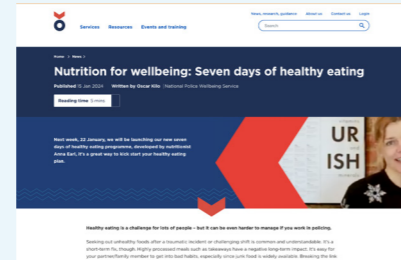 News, research, guidance About us Contact us Login
Services Resources Events and training
Search
Home > News >
Nutrition for wellbeing: Seven days of healthy eating
Published 15 Jan 2024 Written by Oscar Kilo | National Police Wellbeing Service
Reading time 3 mins
Next week, 22 January, we will be launching our new seven
days of healthy eating programme, developed by nutritionist
Anna Earl, it's a great way to kick start your healthy eating
plan.
UR
ISH
Healthy eating is a challenge for lots of people – but it can be even harder to manage if you work in policing.
Seeking out unhealthy foods after a traumatic incident or challenging shift is common and understandable. It's a
short-term fix, though. Highly processed meals such as takeaways have a negative long-term impact. It's easy for
your partner/family member to get into bad habits, especially since junk food is widely available. Breaking the link